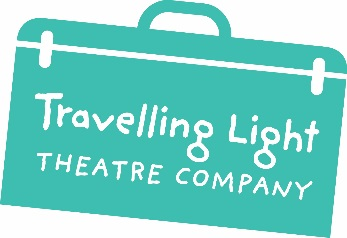 Travelling Light
THEATRE COMPANY